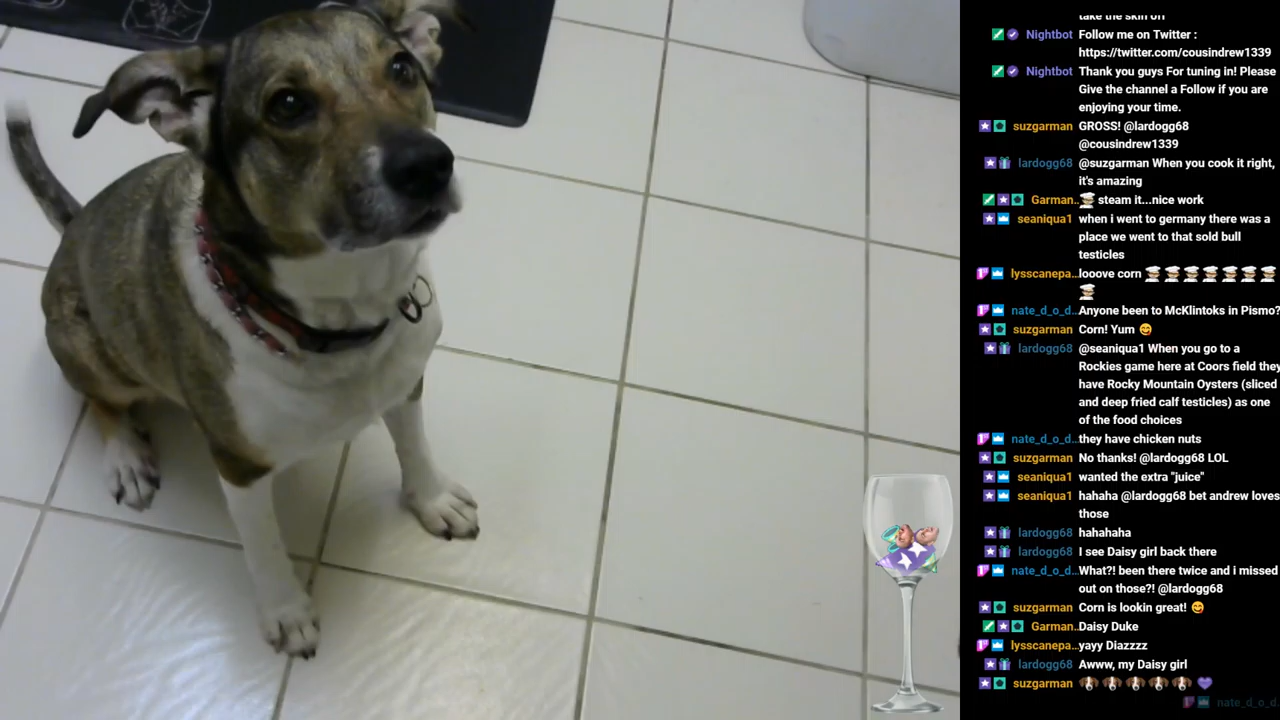 take the skin off
Nightbot Follow me on Twitter :
https://twitter.com/cousindrew1339
Nightbot Thank you guys For tuning in! Please
Give the channel a Follow if you are
enjoying your time.
suzgarman GROSS! @lardogg68
@cousindrew1339
lardogg68 @suzgarman When you cook it right,
it's amazing
Garman.. steam it...nice work
seaniqua1 when i went to germany there was a
place we went to that sold bull
testicles
lysscanepa... looove corn
nate_d_o_d... Anyone been to McKlintoks in Pismo?
suzgarman Corn! Yum 😋
lardogg68 @seaniqua1 When you go to a
Rockies game here at Coors field they
have Rocky Mountain Oysters (sliced
and deep fried calf testicles) as one
of the food choices
nate_d_o_d... they have chicken nuts
suzgarman No thanks! @lardogg68 LOL
seaniqua1 wanted the extra "juice"
seaniqua1 hahaha @lardogg68 bet andrew loves
those
lardogg68 hahahaha
lardogg68 I see Daisy girl back there
nate_d_o_d... What?! been there twice and i missed
out on those?! @lardogg68
suzgarman Corn is lookin great! 😋
Garman.. Daisy Duke
lysscanepa... yayy Diazzzz
lardogg68 Awww, my Daisy girl
suzgarman 💜
nate_d_o_d